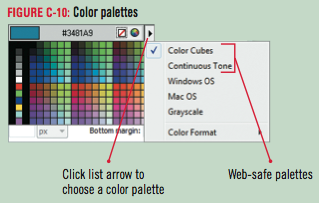 FIGURE C-10: Color palettes
#3481A9
Color Cubes
Continuous Tone
Windows OS
Mac OS
Grayscale
px
Bottom margin:
Color Format
Click list arrow to
choose a color palette
Web-safe palettes